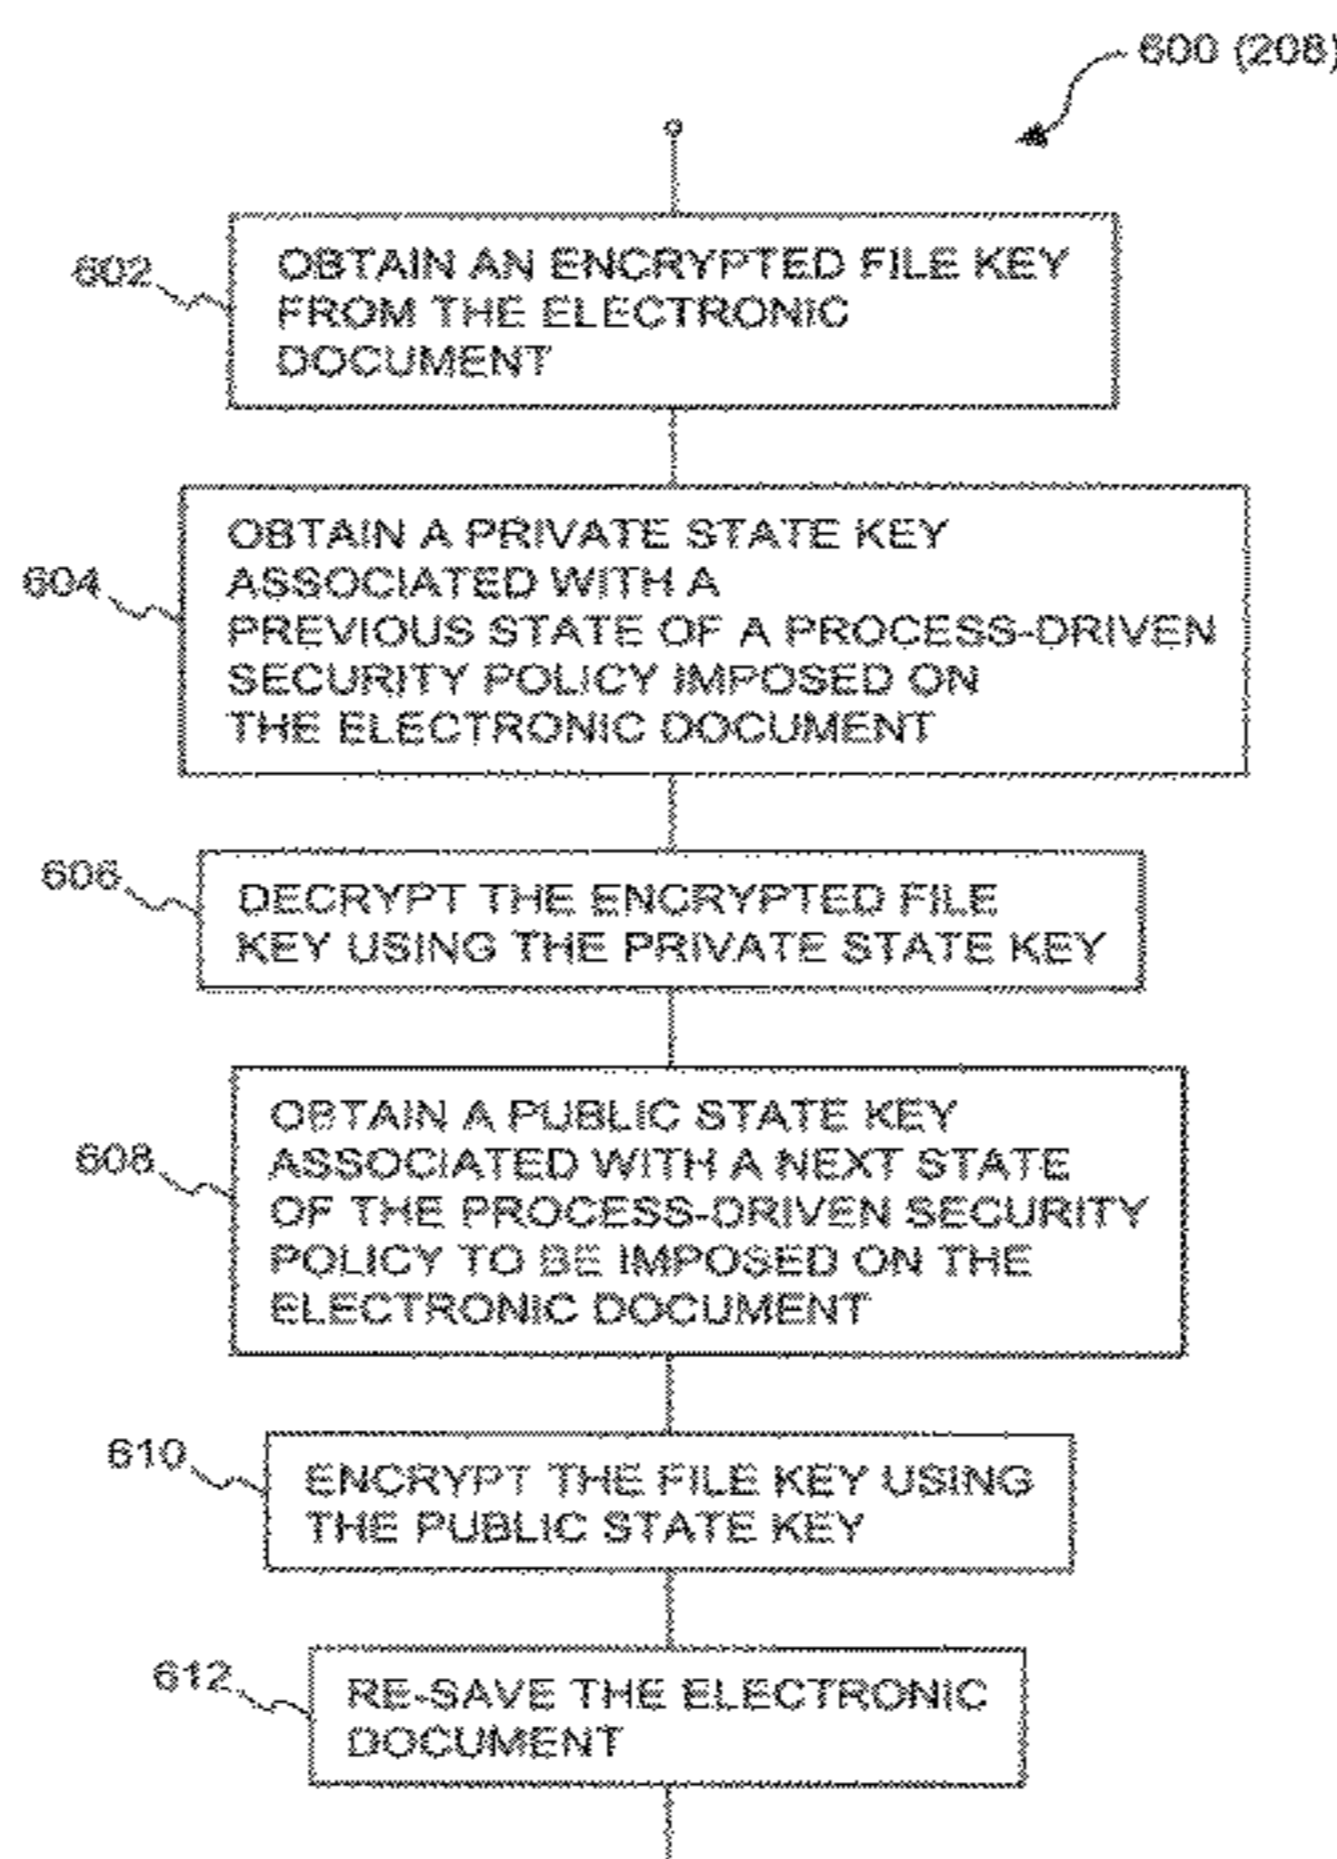 600 (208)
602
OBTAIN AN ENCRYPTED FILE KEY
FROM THE ELECTRONIC
DOCUMENT
604
OBTAIN A PRIVATE STATE KEY
ASSOCIATED WITH A
PREVIOUS STATE OF A PROCESS-DRIVEN
SECURITY POLICY IMPOSED ON
THE ELECTRONIC DOCUMENT
606
DECRYPT THE ENCRYPTED FILE
KEY USING THE PRIVATE STATE KEY
608
OBTAIN A PUBLIC STATE KEY
ASSOCIATED WITH A NEXT STATE
OF THE PROCESS-DRIVEN SECURITY
POLICY TO BE IMPOSED ON THE
ELECTRONIC DOCUMENT
610
ENCRYPT THE FILE KEY USING
THE PUBLIC STATE KEY
612
RE-SAVE THE ELECTRONIC
DOCUMENT